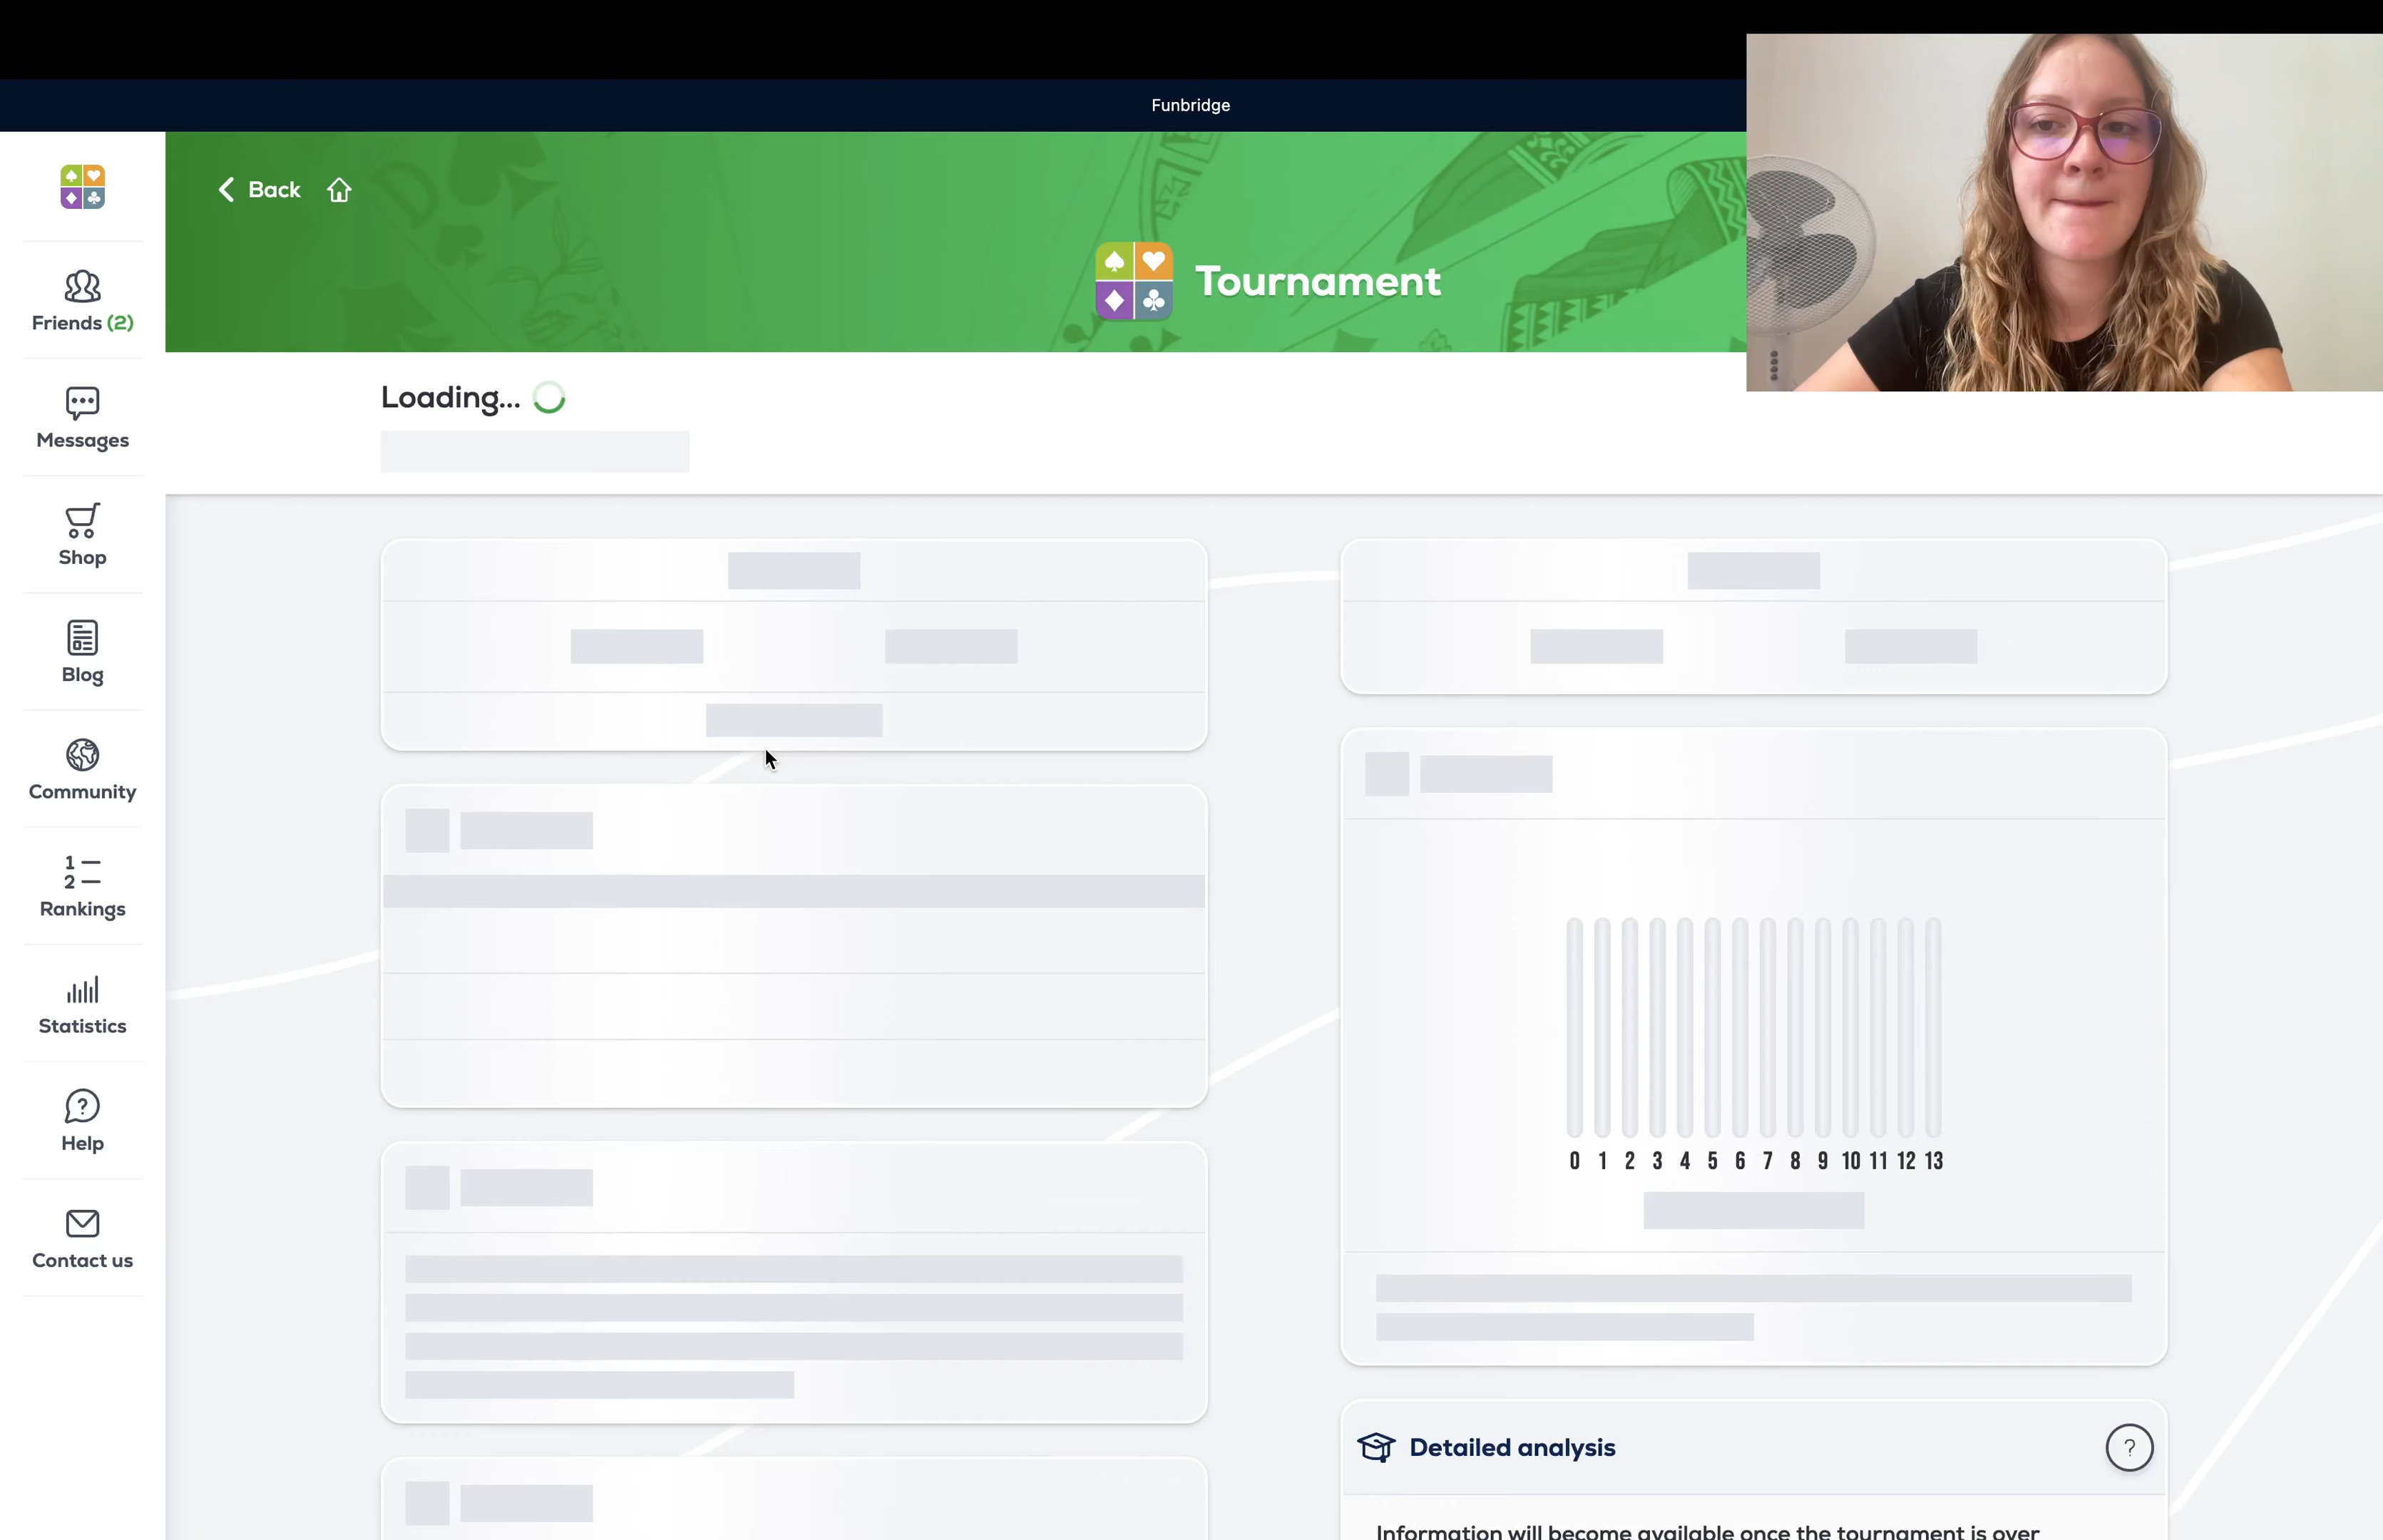 Funbridge
Back
Tournament
Friends (2)
Loading...
Messages
Shop
Blog
Community
1
2
Rankings
Statistics
0 1 2 3 4 5 6 7 8 9 10 11 12 13
?
Help
Contact us
Detailed analysis
?
Information will become available once the tournament is over